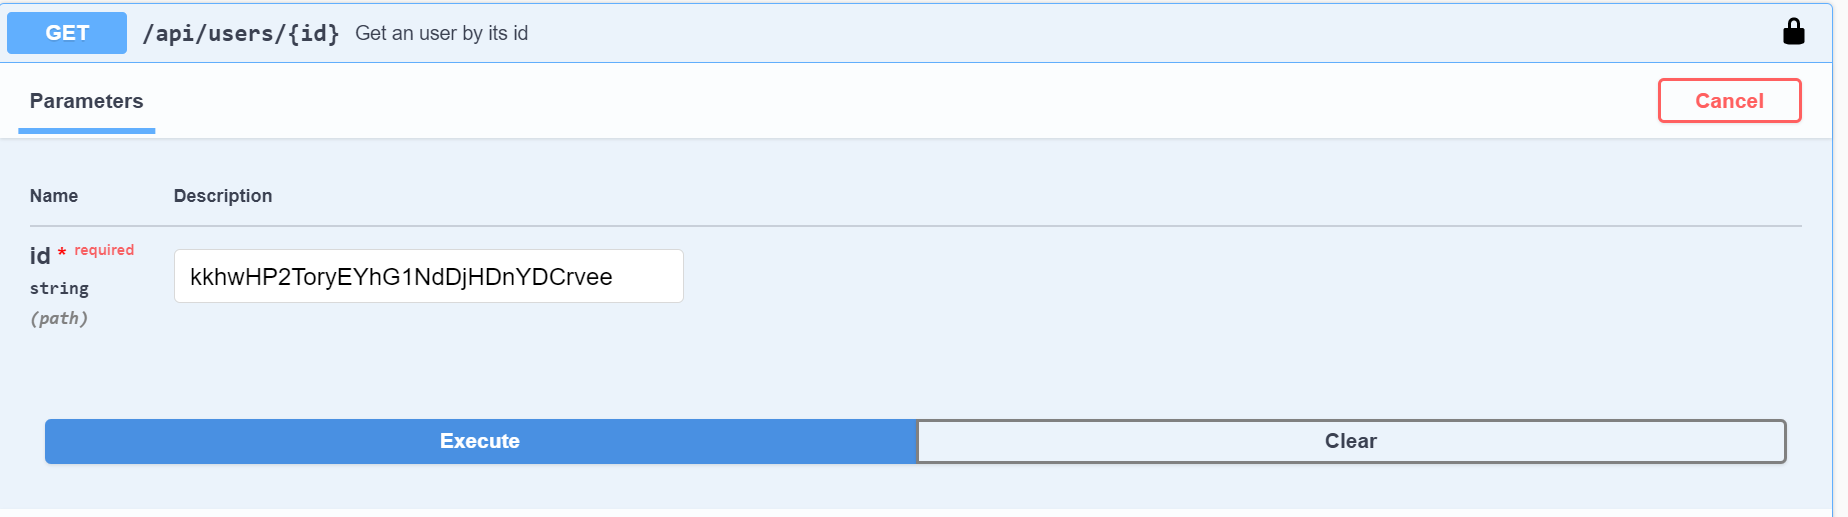 GET /api/users/{id} Get an user by its id
Parameters
Cancel
Name Description
id * required
string
(path)
kkhwHP2ToryEYhG1NdDjHDnYDCrvee
Execute Clear